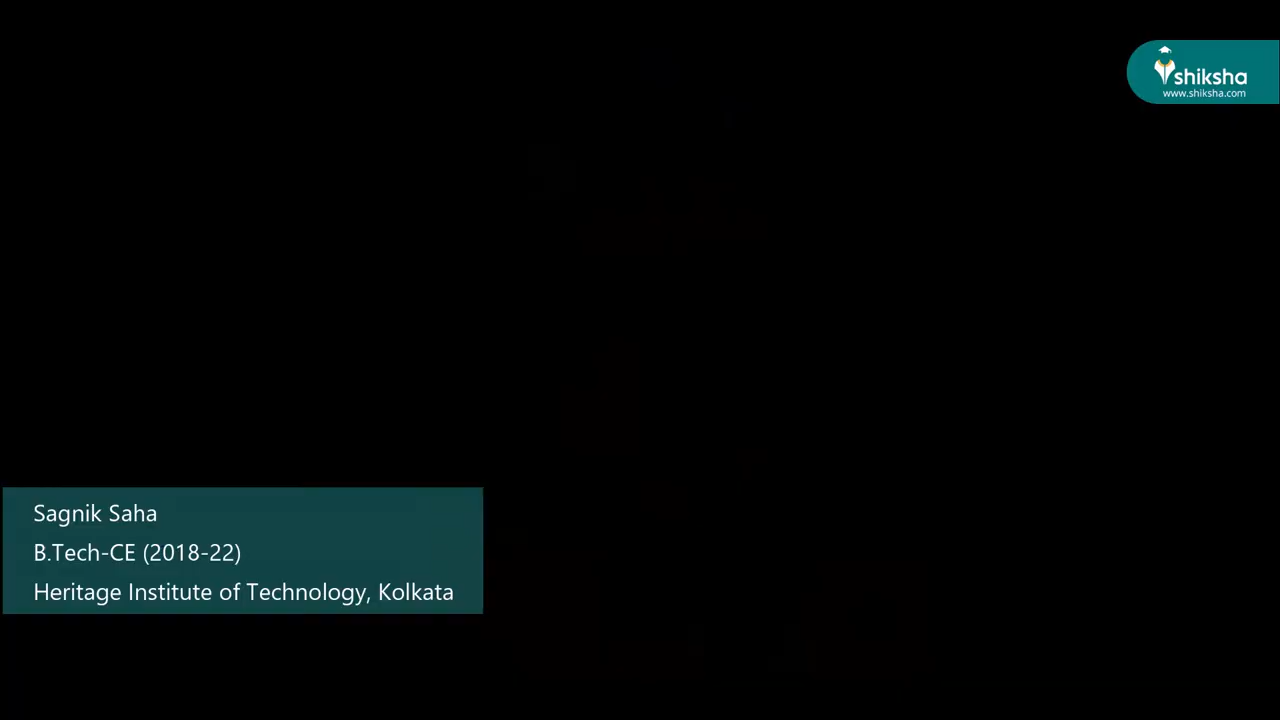 shiksha
www.shiksha.com
Sagnik Saha
B.Tech-CE (2018-22)
Heritage Institute of Technology, Kolkata